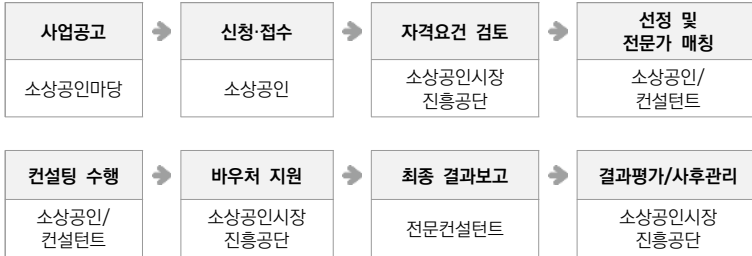 사업공고
신청·접수
자격요건 검토
선정 및
전문가 매칭
소상공인마당
소상공인
소상공인시장
진흥공단
소상공인/
컨설턴트
컨설팅 수행
바우처 지원
최종 결과보고
결과평가/사후관리
소상공인/
컨설턴트
소상공인시장
진흥공단
전문컨설턴트
소상공인시장
진흥공단